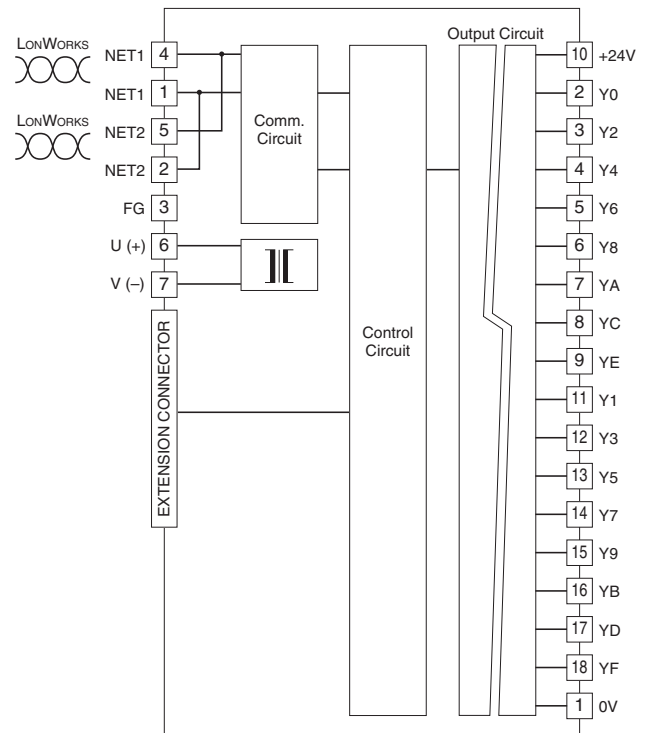 LONWORKS
NET1 4
NET1 1
LONWORKS
NET2 5
NET2 2
FG 3
U (+) 6
V (–) 7
EXTENSION CONNECTOR
Comm.
Circuit
Control
Circuit
Output Circuit
10 +24V
2 Y0
3 Y2
4 Y4
5 Y6
6 Y8
7 YA
8 YC
9 YE
11 Y1
12 Y3
13 Y5
14 Y7
15 Y9
16 YB
17 YD
18 YF
1 0V